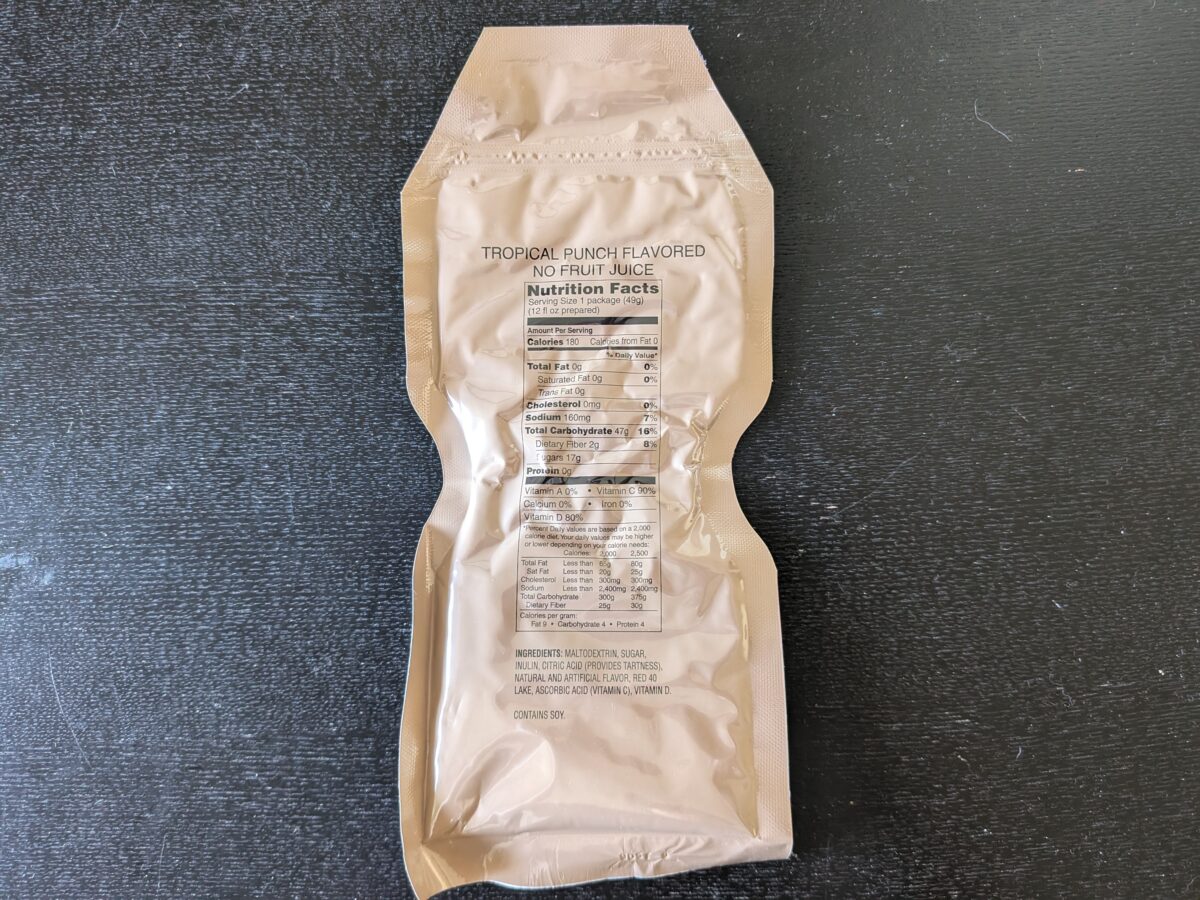 TROPICAL PUNCH FLAVORED
NO FRUIT JUICE
Nutrition Facts
Serving Size 1 package (49g)
(12 fl oz prepared)
Amount Per Serving
Calories 180 Calories from Fat 0
% Daily Value*
Total Fat 0g 0%
Saturated Fat 0g 0%
Trans Fat 0g
Cholesterol 0mg 0%
Sodium 160mg 7%
Total Carbohydrate 47g 16%
Dietary Fiber 2g 8%
Sugars 17g
Protein 0g
Vitamin A 0% • Vitamin C 90%
Calcium 0% • Iron 0%
Vitamin D 80%
*Percent Daily Values are based on a 2,000
calorie diet. Your daily values may be higher
or lower depending on your calorie needs:
Calories: 2,000 2,500
Total Fat Less than 65g 80g
Sat Fat Less than 20g 25g
Cholesterol Less than 300mg 300mg
Sodium Less than 2,400mg 2,400mg
Total Carbohydrate 300g 375g
Dietary Fiber 25g 30g
Calories per gram:
Fat 9 • Carbohydrate 4 • Protein 4
INGREDIENTS: MALTODEXTRIN, SUGAR,
INULIN, CITRIC ACID (PROVIDES TARTNESS),
NATURAL AND ARTIFICIAL FLAVOR, RED 40
LAKE, ASCORBIC ACID (VITAMIN C), VITAMIN D.
CONTAINS SOY.